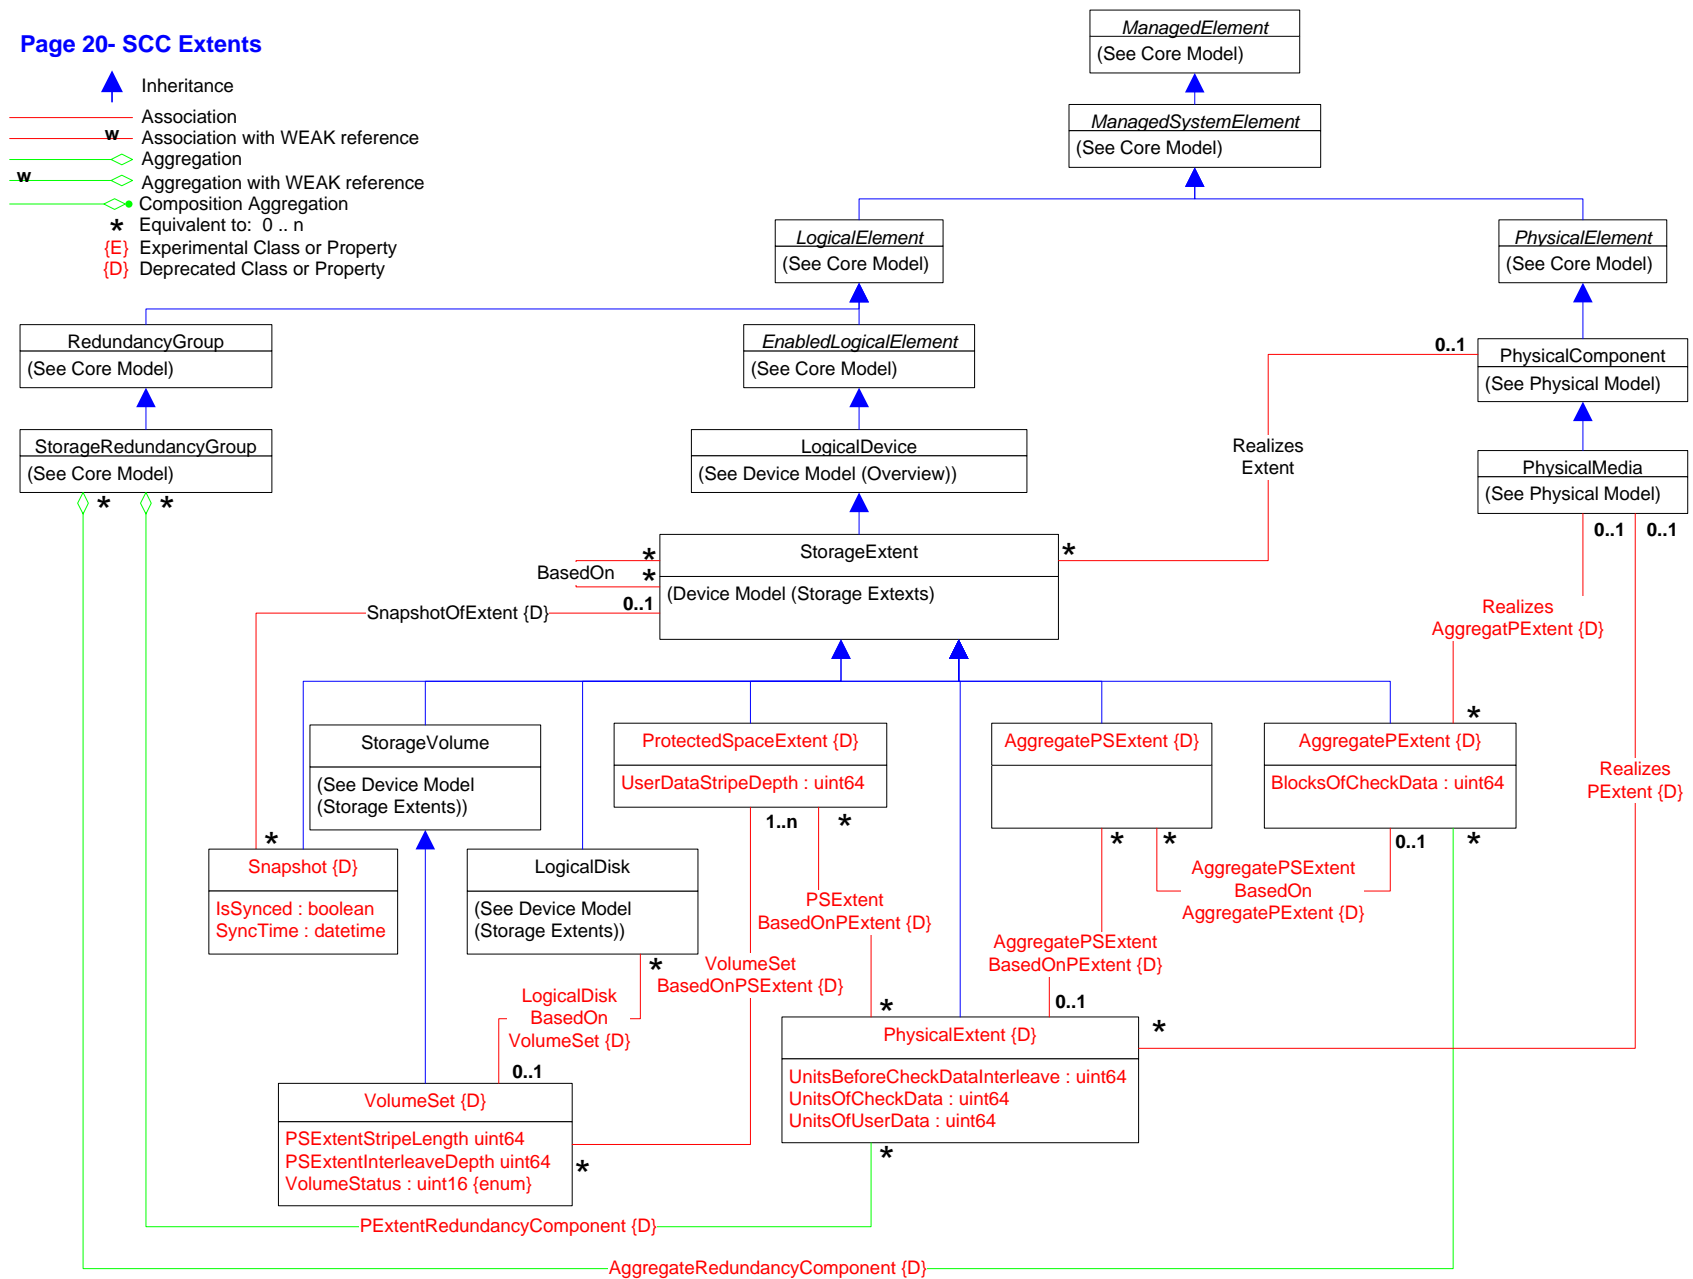 Page 20- SCC Extents
Inheritance
Association
w
Association with WEAK reference
Aggregation
w
Aggregation with WEAK reference
Composition Aggregation
* Equivalent to: 0 .. n
{E} Experimental Class or Property
{D} Deprecated Class or Property
ManagedElement
(See Core Model)
ManagedSystemElement
(See Core Model)
LogicalElement
(See Core Model)
PhysicalElement
(See Core Model)
RedundancyGroup
(See Core Model)
EnabledLogicalElement
(See Core Model)
0..1
PhysicalComponent
(See Physical Model)
StorageRedundancyGroup
(See Core Model)
* *
LogicalDevice
(See Device Model (Overview))
Realizes
Extent
PhysicalMedia
(See Physical Model)
0..1 0..1
StorageExtent
(Device Model (Storage Extexts)
*
*
*
BasedOn
0..1
SnapshotOfExtent {D}
Realizes
AggregatPExtent {D}
*
Realizes
PExtent {D}
StorageVolume
(See Device Model
(Storage Extents))
ProtectedSpaceExtent {D}
UserDataStripeDepth : uint64
1..n *
AggregatePSExtent {D}
* *
AggregatePExtent {D}
BlocksOfCheckData : uint64
0..1 *
*
Snapshot {D}
IsSynced : boolean
SyncTime : datetime
LogicalDisk
(See Device Model
(Storage Extents))
*
PSExtent
BasedOnPExtent {D}
AggregatePSExtent
BasedOn
AggregatePExtent {D}
VolumeSet
BasedOnPSExtent {D}
AggregatePSExtent
BasedOnPExtent {D}
LogicalDisk
BasedOn
VolumeSet {D}
0..1
* 0..1 *
PhysicalExtent {D}
UnitsBeforeCheckDataInterleave : uint64
UnitsOfCheckData : uint64
UnitsOfUserData : uint64
*
VolumeSet {D}
PSExtentStripeLength uint64
PSExtentInterleaveDepth uint64
VolumeStatus : uint16 {enum}
*
PExtentRedundancyComponent {D}
AggregateRedundancyComponent {D}